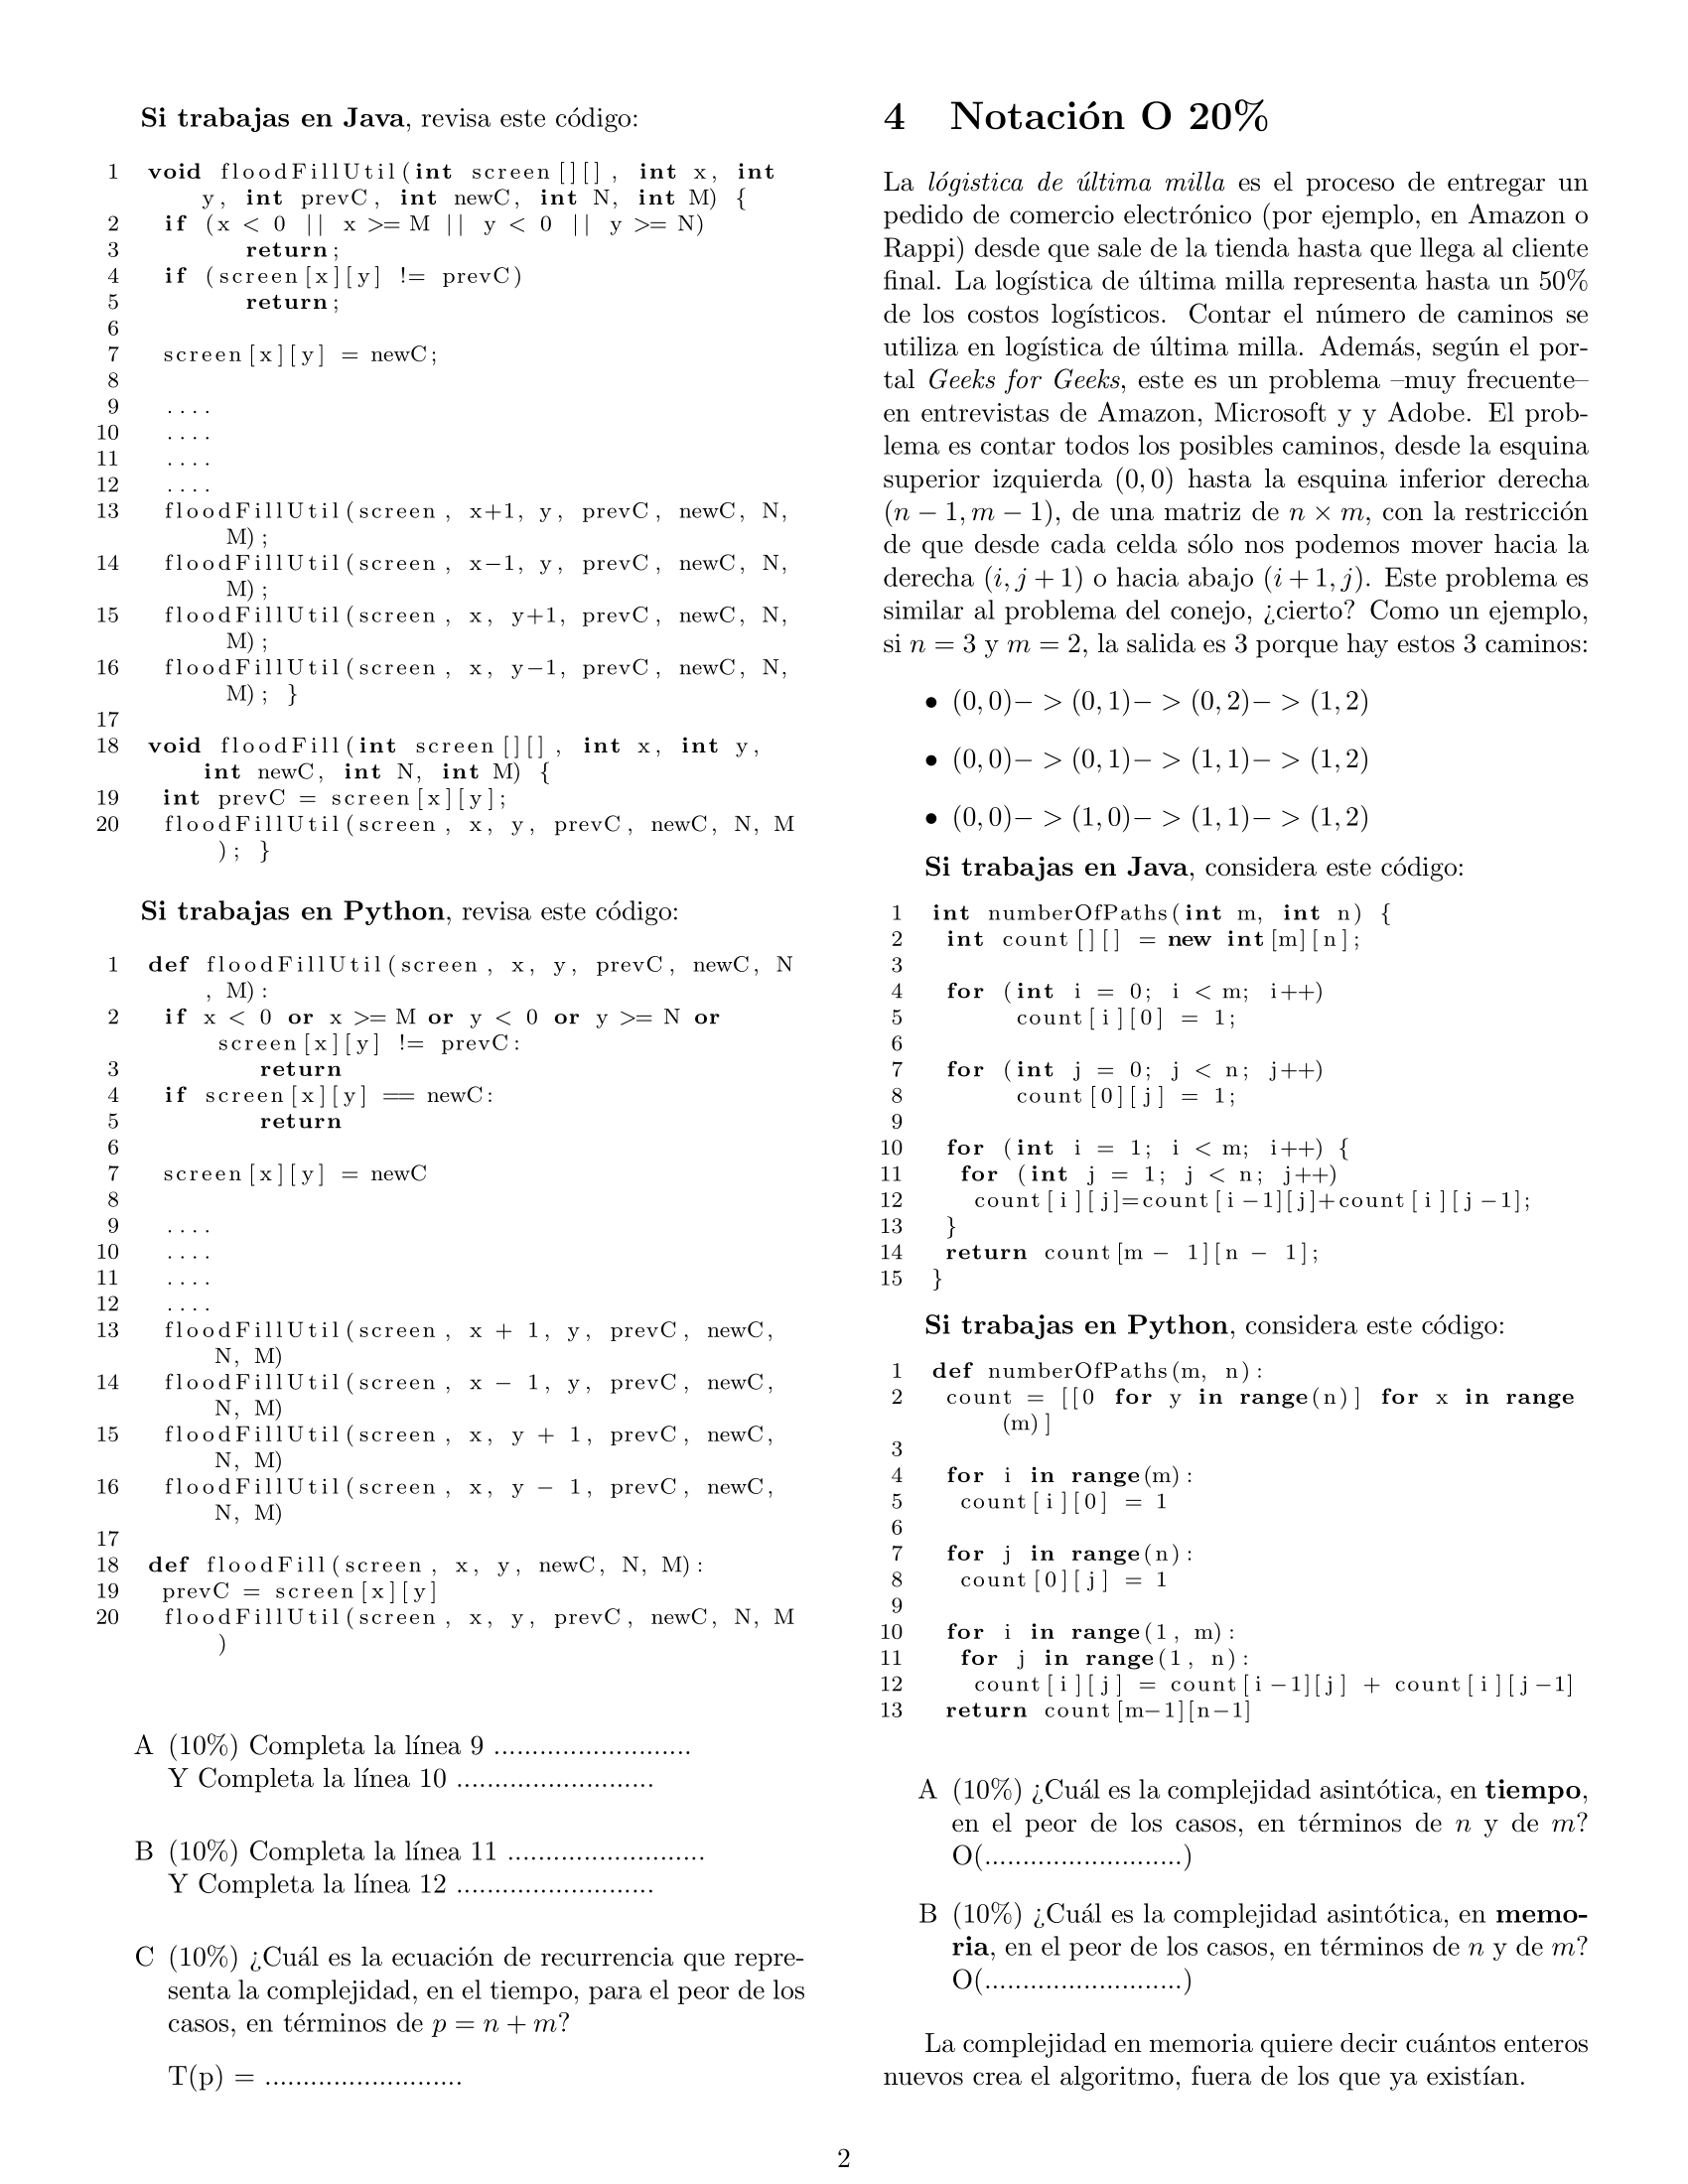 Si trabajas en Java, revisa este código:
1 void floodFillUtil(int screen[][], int x, int
y, int prevC, int newC, int N, int M) {
2 if (x < 0 || x >= M || y < 0 || y >= N)
3 return;
4 if (screen[x][y] != prevC)
5 return;
6
7 screen[x][y] = newC;
8
9 ....
10 ....
11 ....
12 ....
13 floodFillUtil(screen, x+1, y, prevC, newC, N,
M);
14 floodFillUtil(screen, x−1, y, prevC, newC, N,
M);
15 floodFillUtil(screen, x, y+1, prevC, newC, N,
M);
16 floodFillUtil(screen, x, y−1, prevC, newC, N,
M); }
17
18 void floodFill(int screen[][], int x, int y,
int newC, int N, int M) {
19 int prevC = screen[x][y];
20 floodFillUtil(screen, x, y, prevC, newC, N, M
); }
Si trabajas en Python, revisa este código:
1 def floodFillUtil(screen, x, y, prevC, newC, N
, M):
2 if x < 0 or x >= M or y < 0 or y >= N or
screen[x][y] != prevC:
3 return
4 if screen[x][y] == newC:
5 return
6
7 screen[x][y] = newC
8
9 ....
10 ....
11 ....
12 ....
13 floodFillUtil(screen, x + 1, y, prevC, newC,
N, M)
14 floodFillUtil(screen, x − 1, y, prevC, newC,
N, M)
15 floodFillUtil(screen, x, y + 1, prevC, newC,
N, M)
16 floodFillUtil(screen, x, y − 1, prevC, newC,
N, M)
17
18 def floodFill(screen, x, y, newC, N, M):
19 prevC = screen[x][y]
20 floodFillUtil(screen, x, y, prevC, newC, N, M
)
A (10%) Completa la línea 9 ..........................
Y Completa la línea 10 ..........................
B (10%) Completa la línea 11 ..........................
Y Completa la línea 12 ..........................
C (10%) ¿Cuál es la ecuación de recurrencia que repre-
senta la complejidad, en el tiempo, para el peor de los
casos, en términos de p = n + m?
T(p) = ..........................
4 Notación O 20%
La lógistica de última milla es el proceso de entregar un
pedido de comercio electrónico (por ejemplo, en Amazon o
Rappi) desde que sale de la tienda hasta que llega al cliente
final. La logística de última milla representa hasta un 50%
de los costos logísticos. Contar el número de caminos se
utiliza en logística de última milla. Además, según el por-
tal Geeks for Geeks, este es un problema –muy frecuente–
en entrevistas de Amazon, Microsoft y y Adobe. El prob-
lema es contar todos los posibles caminos, desde la esquina
superior izquierda (0, 0) hasta la esquina inferior derecha
(n − 1, m − 1), de una matriz de n × m, con la restricción
de que desde cada celda sólo nos podemos mover hacia la
derecha (i, j + 1) o hacia abajo (i + 1, j). Este problema es
similar al problema del conejo, ¿cierto? Como un ejemplo,
si n = 3 y m = 2, la salida es 3 porque hay estos 3 caminos:
• (0, 0)− > (0, 1)− > (0, 2)− > (1, 2)
• (0, 0)− > (0, 1)− > (1, 1)− > (1, 2)
• (0, 0)− > (1, 0)− > (1, 1)− > (1, 2)
Si trabajas en Java, considera este código:
1 int numberOfPaths(int m, int n) {
2 int count[][] = new int[m][n];
3
4 for (int i = 0; i < m; i++)
5 count[i][0] = 1;
6
7 for (int j = 0; j < n; j++)
8 count[0][j] = 1;
9
10 for (int i = 1; i < m; i++) {
11 for (int j = 1; j < n; j++)
12 count[i][j]=count[i−1][j]+count[i][j−1];
13 }
14 return count[m − 1][n − 1];
15 }
Si trabajas en Python, considera este código:
1 def numberOfPaths(m, n):
2 count = [[0 for y in range(n)] for x in range
(m)]
3
4 for i in range(m):
5 count[i][0] = 1
6
7 for j in range(n):
8 count[0][j] = 1
9
10 for i in range(1, m):
11 for j in range(1, n):
12 count[i][j] = count[i−1][j] + count[i][j−1]
13 return count[m−1][n−1]
A (10%) ¿Cuál es la complejidad asintótica, en tiempo,
en el peor de los casos, en términos de n y de m?
O(..........................)
B (10%) ¿Cuál es la complejidad asintótica, en memo-
ria, en el peor de los casos, en términos de n y de m?
O(..........................)
La complejidad en memoria quiere decir cuántos enteros
nuevos crea el algoritmo, fuera de los que ya existían.
2